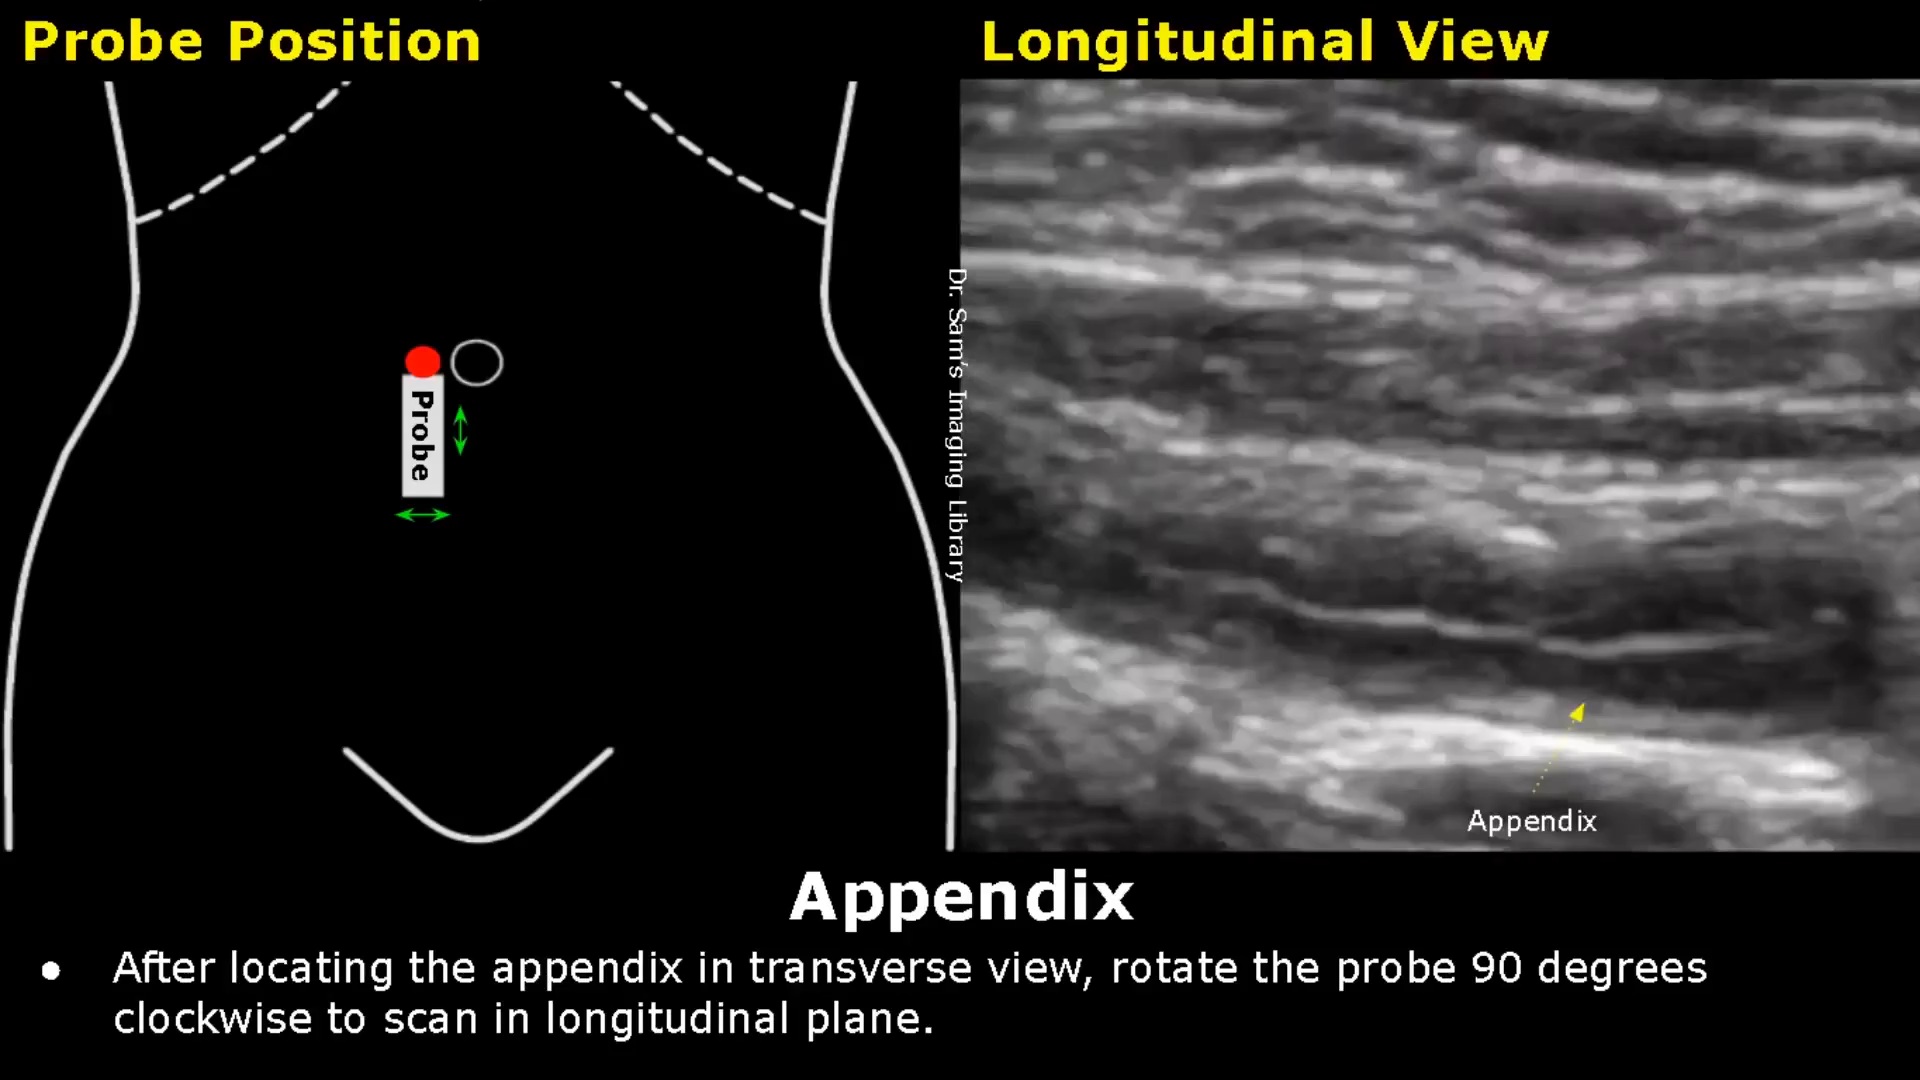 Probe Position
Longitudinal View
Probe
Dr. Sam's Imaging Library
Appendix
Appendix
● After locating the appendix in transverse view, rotate the probe 90 degrees
clockwise to scan in longitudinal plane.